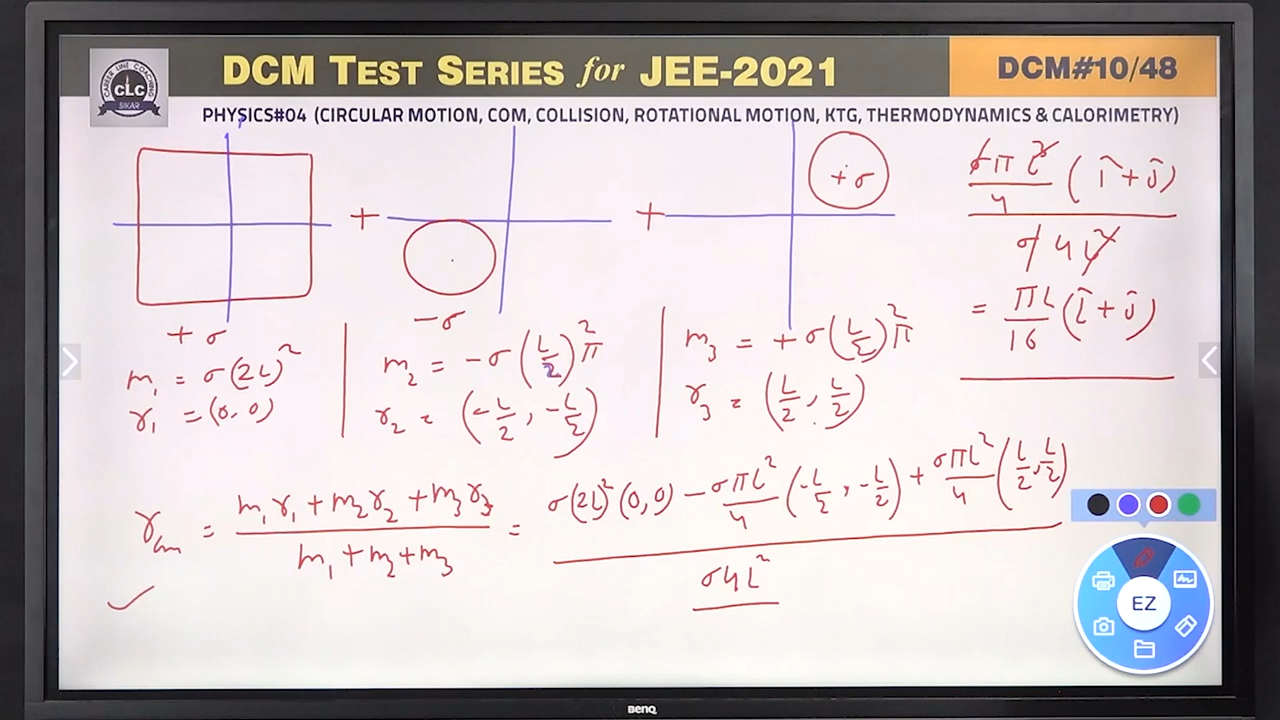 CAREER LINE COACHING
CLC
SIKAR
DCM TEST SERIES for JEE-2021
DCM#10/48
PHYSICS#04 (CIRCULAR MOTION, COM, COLLISION, ROTATIONAL MOTION, KTG, THERMODYNAMICS & CALORIMETRY)
+ + +σ
+σ
-σ
m₁ = σ(2L)²
r₁ = (0, 0)
m₂ = -σ(L/2)²π
r₂ = (-L/2, -L/2)
m₃ = +σ(L/2)²π
r₃ = (L/2, L/2)
σπL²/4 (î+ĵ)
σ4L²
= πL/16 (î+ĵ)
r_cm = (m₁r₁ + m₂r₂ + m₃r₃)/(m₁ + m₂ + m₃) = (σ(2L)²(0, 0) - σπL²/4 (-L/2, -L/2) + σπL²/4 (L/2, L/2))/(σ4L²)
EZ
BenQ